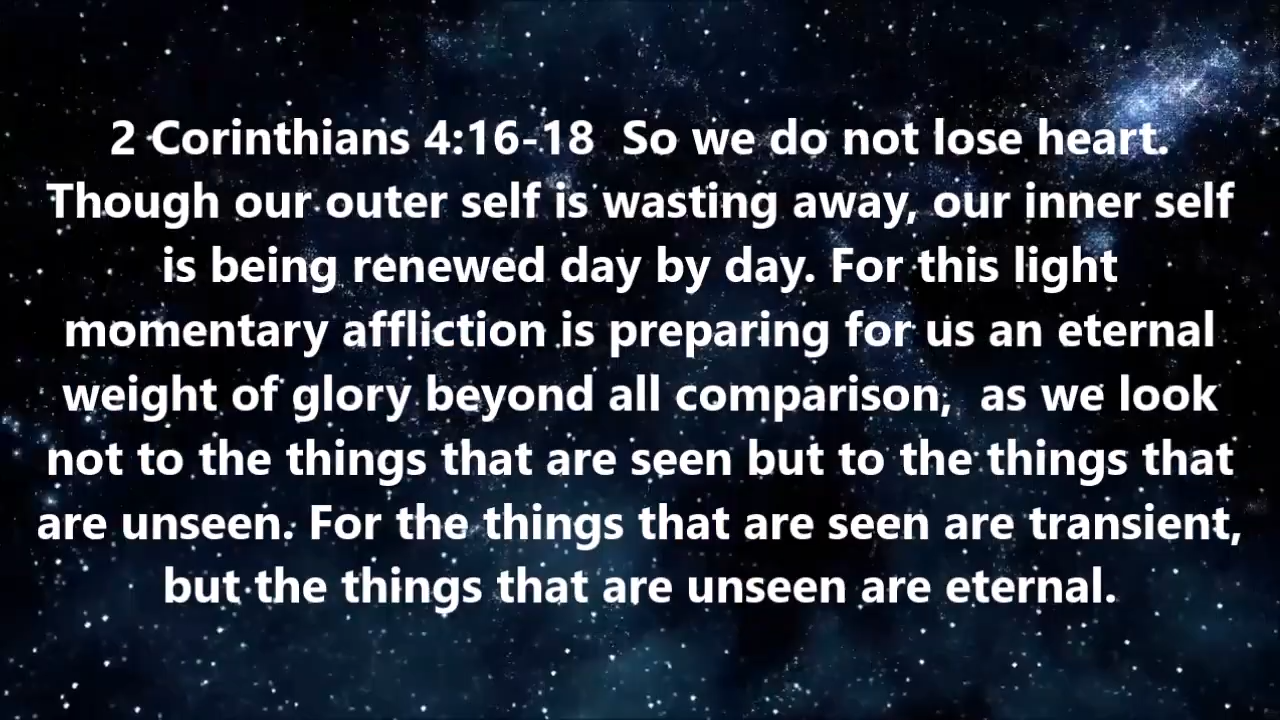 2 Corinthians 4:16-18  So we do not lose heart.
Though our outer self is wasting away, our inner self
is being renewed day by day. For this light
momentary affliction is preparing for us an eternal
weight of glory beyond all comparison,  as we look
not to the things that are seen but to the things that
are unseen. For the things that are seen are transient,
but the things that are unseen are eternal.